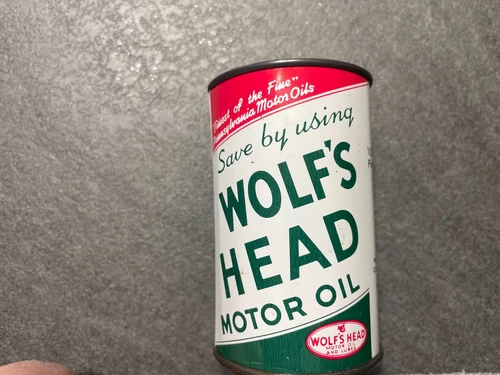 "Finest of the Fine"
Pennsylvania Motor Oils
Save by using
WOLF'S
HEAD
MOTOR OIL
WOLF'S HEAD
MOTOR OIL
AND LUBES